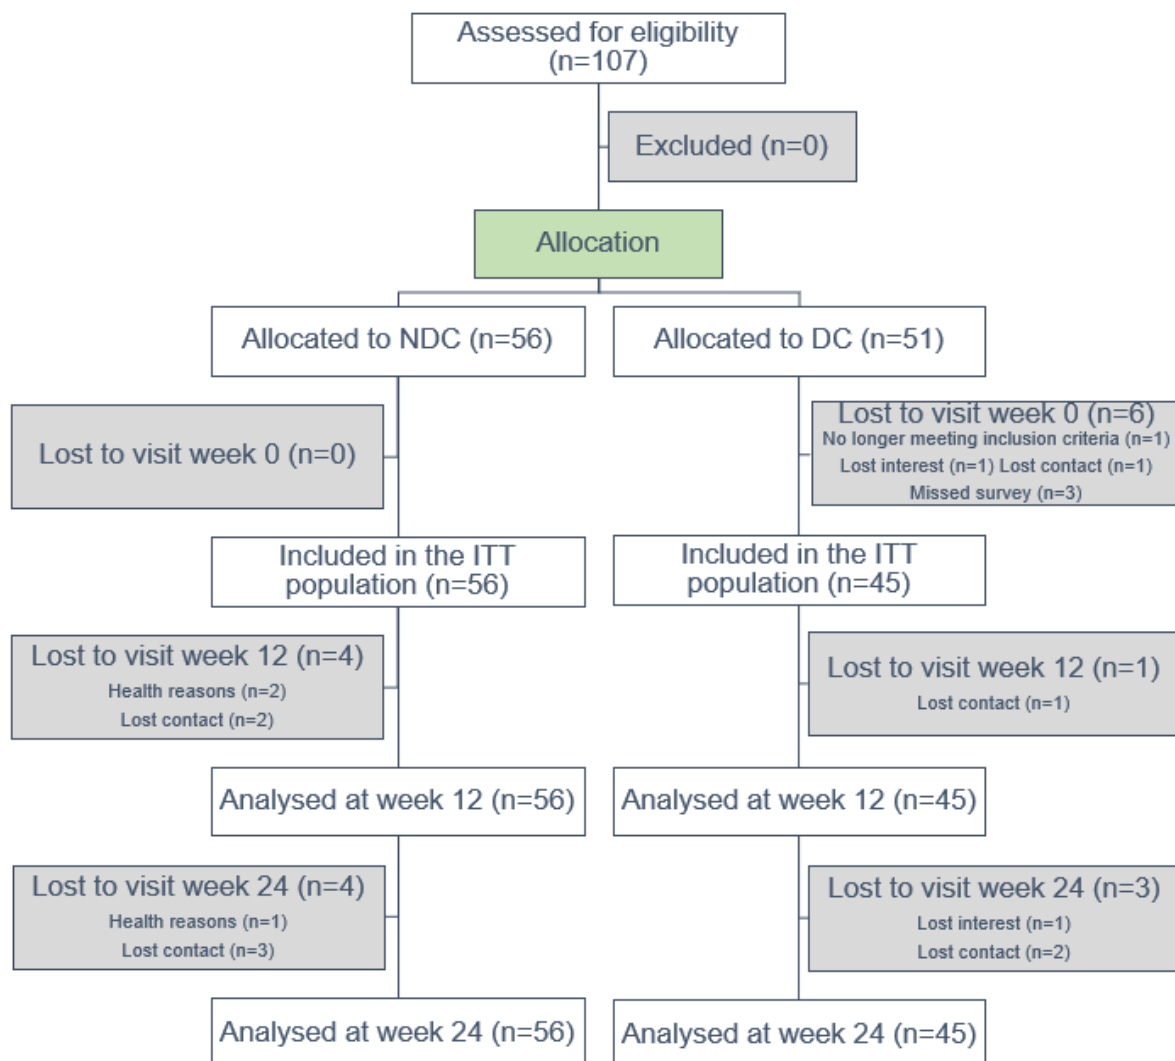 Assessed for eligibility
(n=107)
Excluded (n=0)
Allocation
Allocated to NDC (n=56)
Allocated to DC (n=51)
Lost to visit week 0 (n=0)
Lost to visit week 0 (n=6)
No longer meeting inclusion criteria (n=1)
Lost interest (n=1) Lost contact (n=1)
Missed survey (n=3)
Included in the ITT
population (n=56)
Included in the ITT
population (n=45)
Lost to visit week 12 (n=4)
Health reasons (n=2)
Lost contact (n=2)
Lost to visit week 12 (n=1)
Lost contact (n=1)
Analysed at week 12 (n=56)
Analysed at week 12 (n=45)
Lost to visit week 24 (n=4)
Health reasons (n=1)
Lost contact (n=3)
Lost to visit week 24 (n=3)
Lost interest (n=1)
Lost contact (n=2)
Analysed at week 24 (n=56)
Analysed at week 24 (n=45)